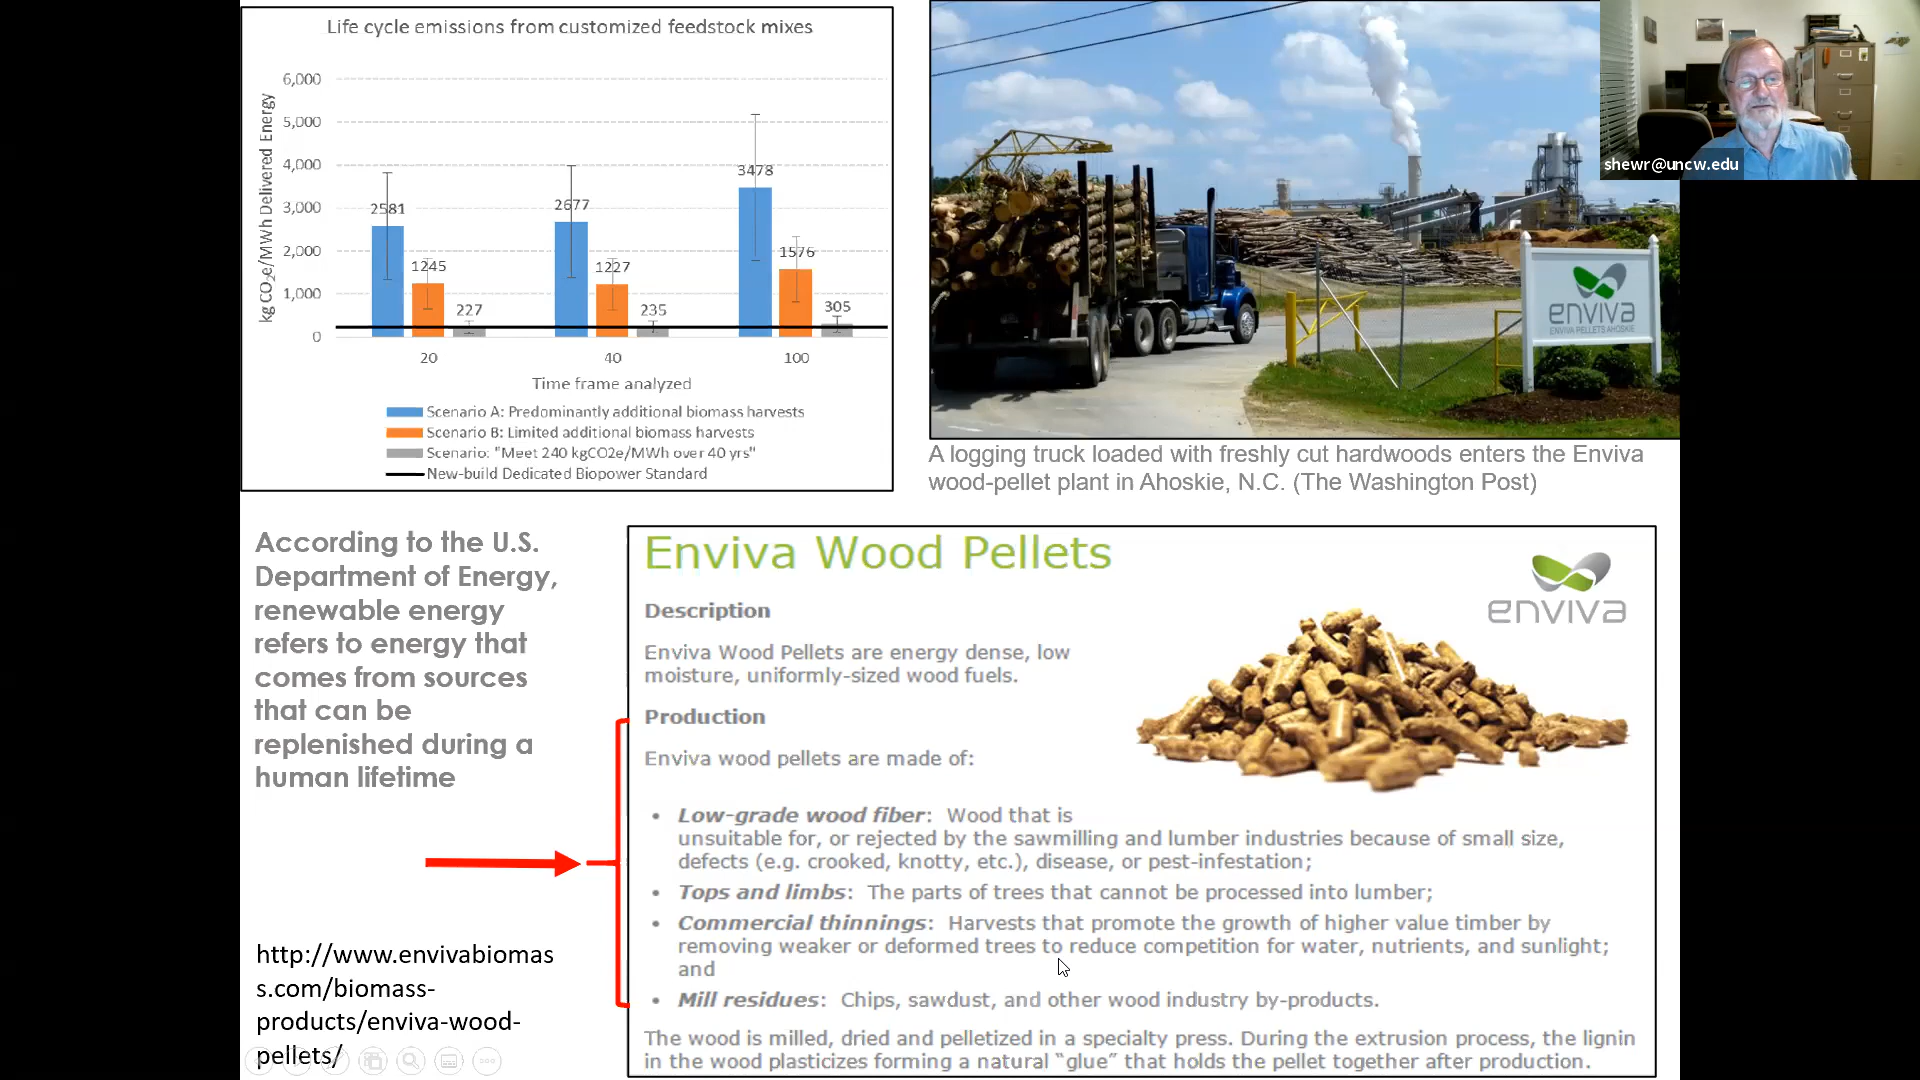 Life cycle emissions from customized feedstock mixes
kg CO₂e/MWh Delivered Energy
6,000
5,000
4,000
3,000
2,000
1,000
0
2581
1245
227
2677
1227
235
3478
1576
305
20
40
100
Time frame analyzed
Scenario A: Predominantly additional biomass harvests
Scenario B: Limited additional biomass harvests
Scenario: "Meet 240 kgCO2e/MWh over 40 yrs"
New-build Dedicated Biopower Standard
enviva
ENVIVA PELLETS AHOSKIE
shewr@uncw.edu
A logging truck loaded with freshly cut hardwoods enters the Enviva
wood-pellet plant in Ahoskie, N.C. (The Washington Post)
According to the U.S.
Department of Energy,
renewable energy
refers to energy that
comes from sources
that can be
replenished during a
human lifetime
http://www.envivabiomas
s.com/biomass-
products/enviva-wood-
pellets/
Enviva Wood Pellets
enviva
Description
Enviva Wood Pellets are energy dense, low
moisture, uniformly-sized wood fuels.
Production
Enviva wood pellets are made of:
• Low-grade wood fiber: Wood that is
unsuitable for, or rejected by the sawmilling and lumber industries because of small size,
defects (e.g. crooked, knotty, etc.), disease, or pest-infestation;
• Tops and limbs: The parts of trees that cannot be processed into lumber;
• Commercial thinnings: Harvests that promote the growth of higher value timber by
removing weaker or deformed trees to reduce competition for water, nutrients, and sunlight;
and
• Mill residues: Chips, sawdust, and other wood industry by-products.
The wood is milled, dried and pelletized in a specialty press. During the extrusion process, the lignin
in the wood plasticizes forming a natural “glue” that holds the pellet together after production.